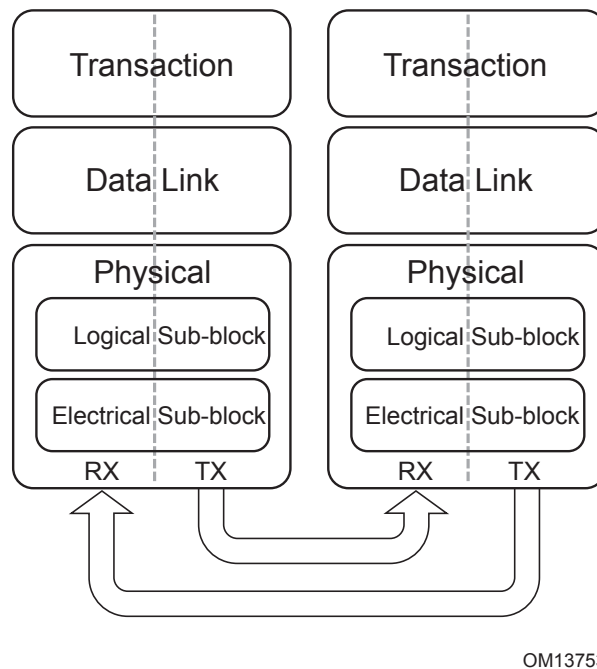 Transaction
Transaction
Data Link
Data Link
Physical
Physical
Logical Sub-block
Logical Sub-block
Electrical Sub-block
Electrical Sub-block
RX TX
RX TX